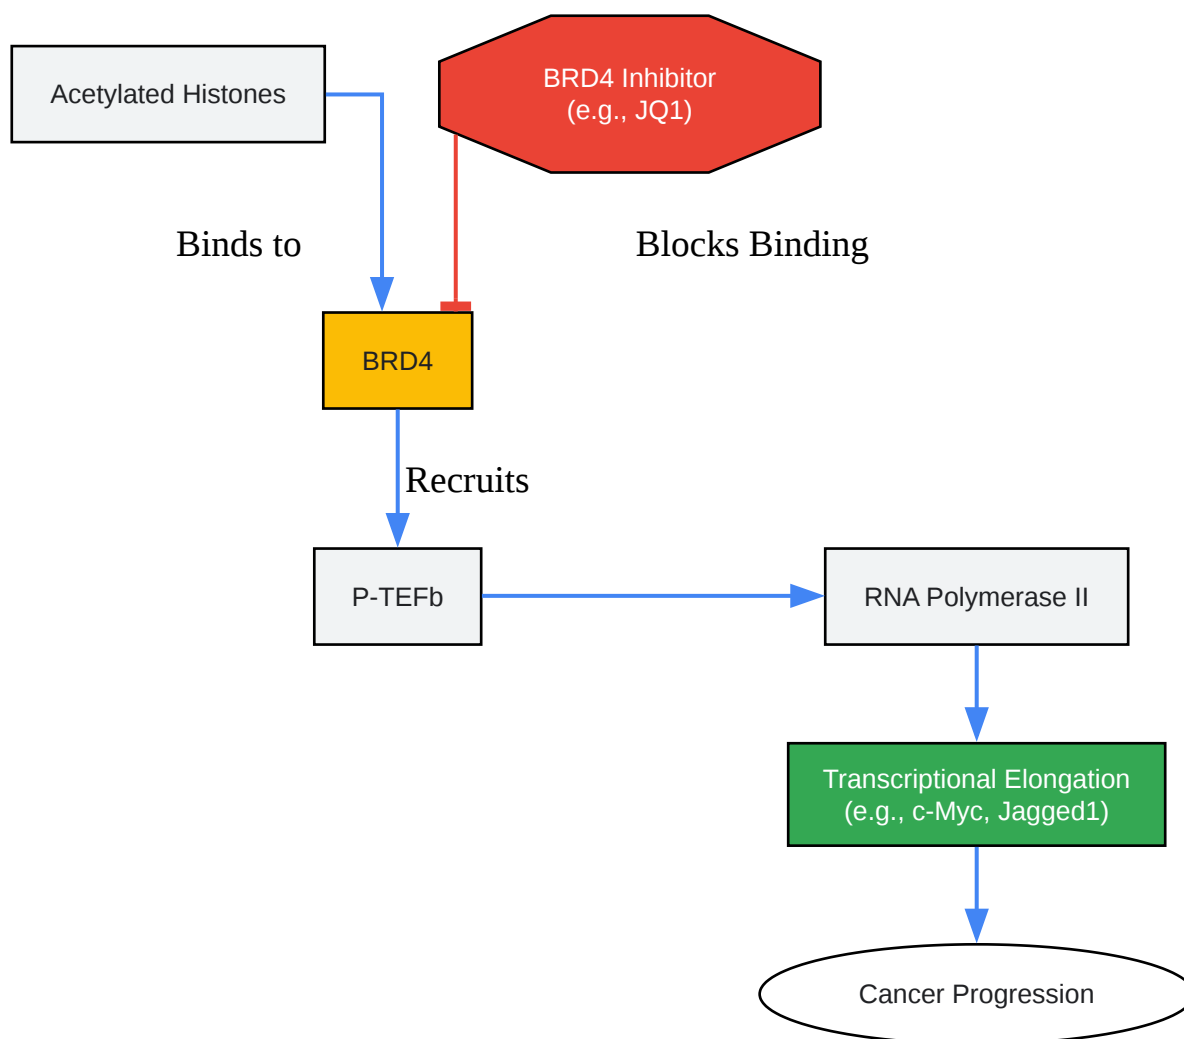 Acetylated Histones
BRD4 Inhibitor
(e.g., JQ1)
Binds to
Blocks Binding
BRD4
Recruits
P-TEFb
RNA Polymerase II
Transcriptional Elongation
(e.g., c-Myc, Jagged1)
Cancer Progression